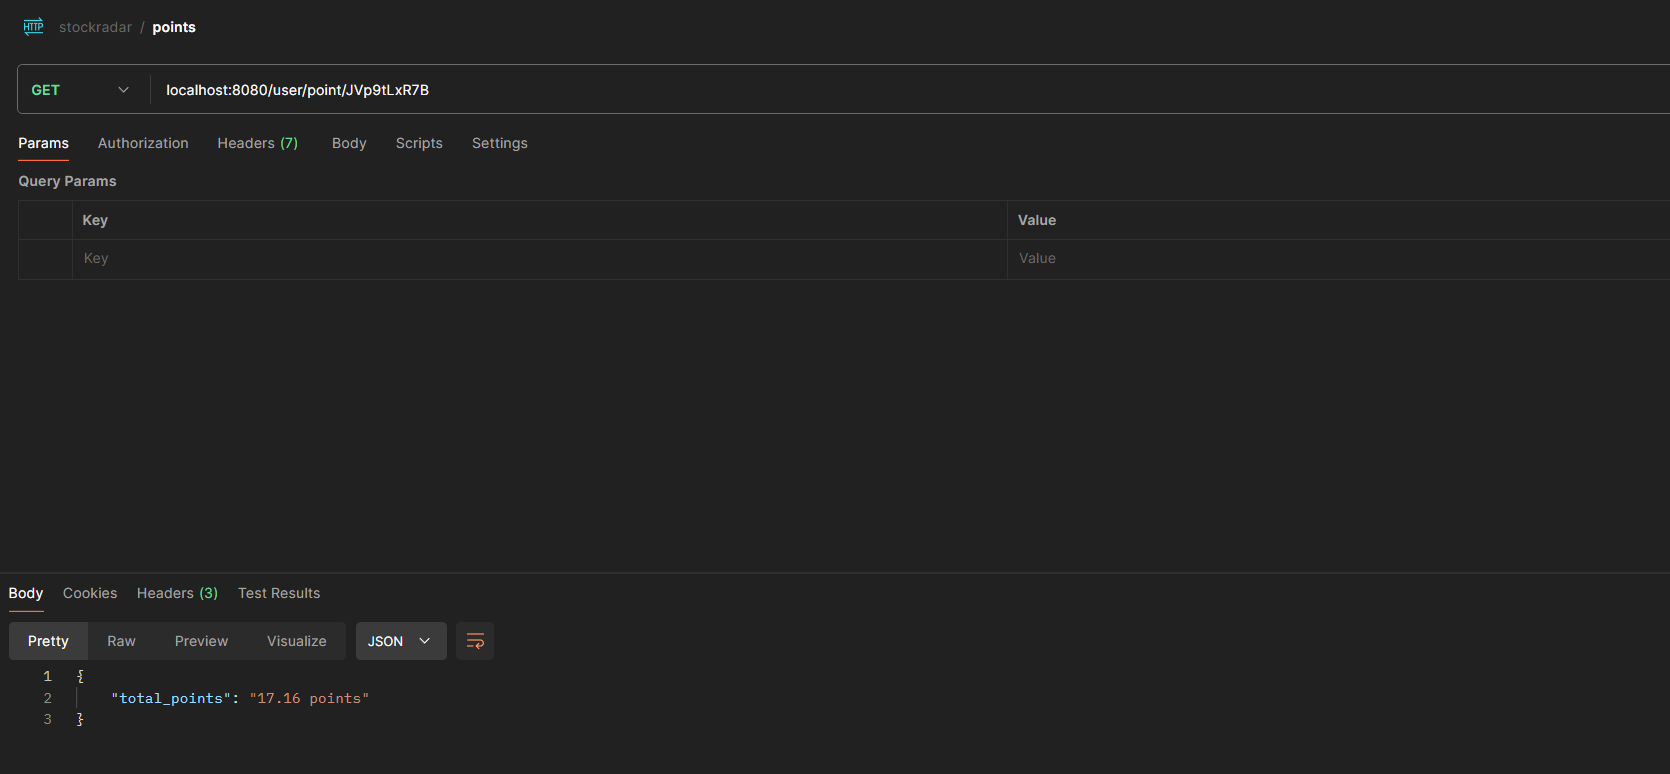 HTTP stockradar / points
GET localhost:8080/user/point/JVp9tLxR7B
Params Authorization Headers (7) Body Scripts Settings
Query Params
Key Value
Key Value
Body Cookies Headers (3) Test Results
Pretty Raw Preview Visualize JSON
1 {
2 "total_points": "17.16 points"
3 }